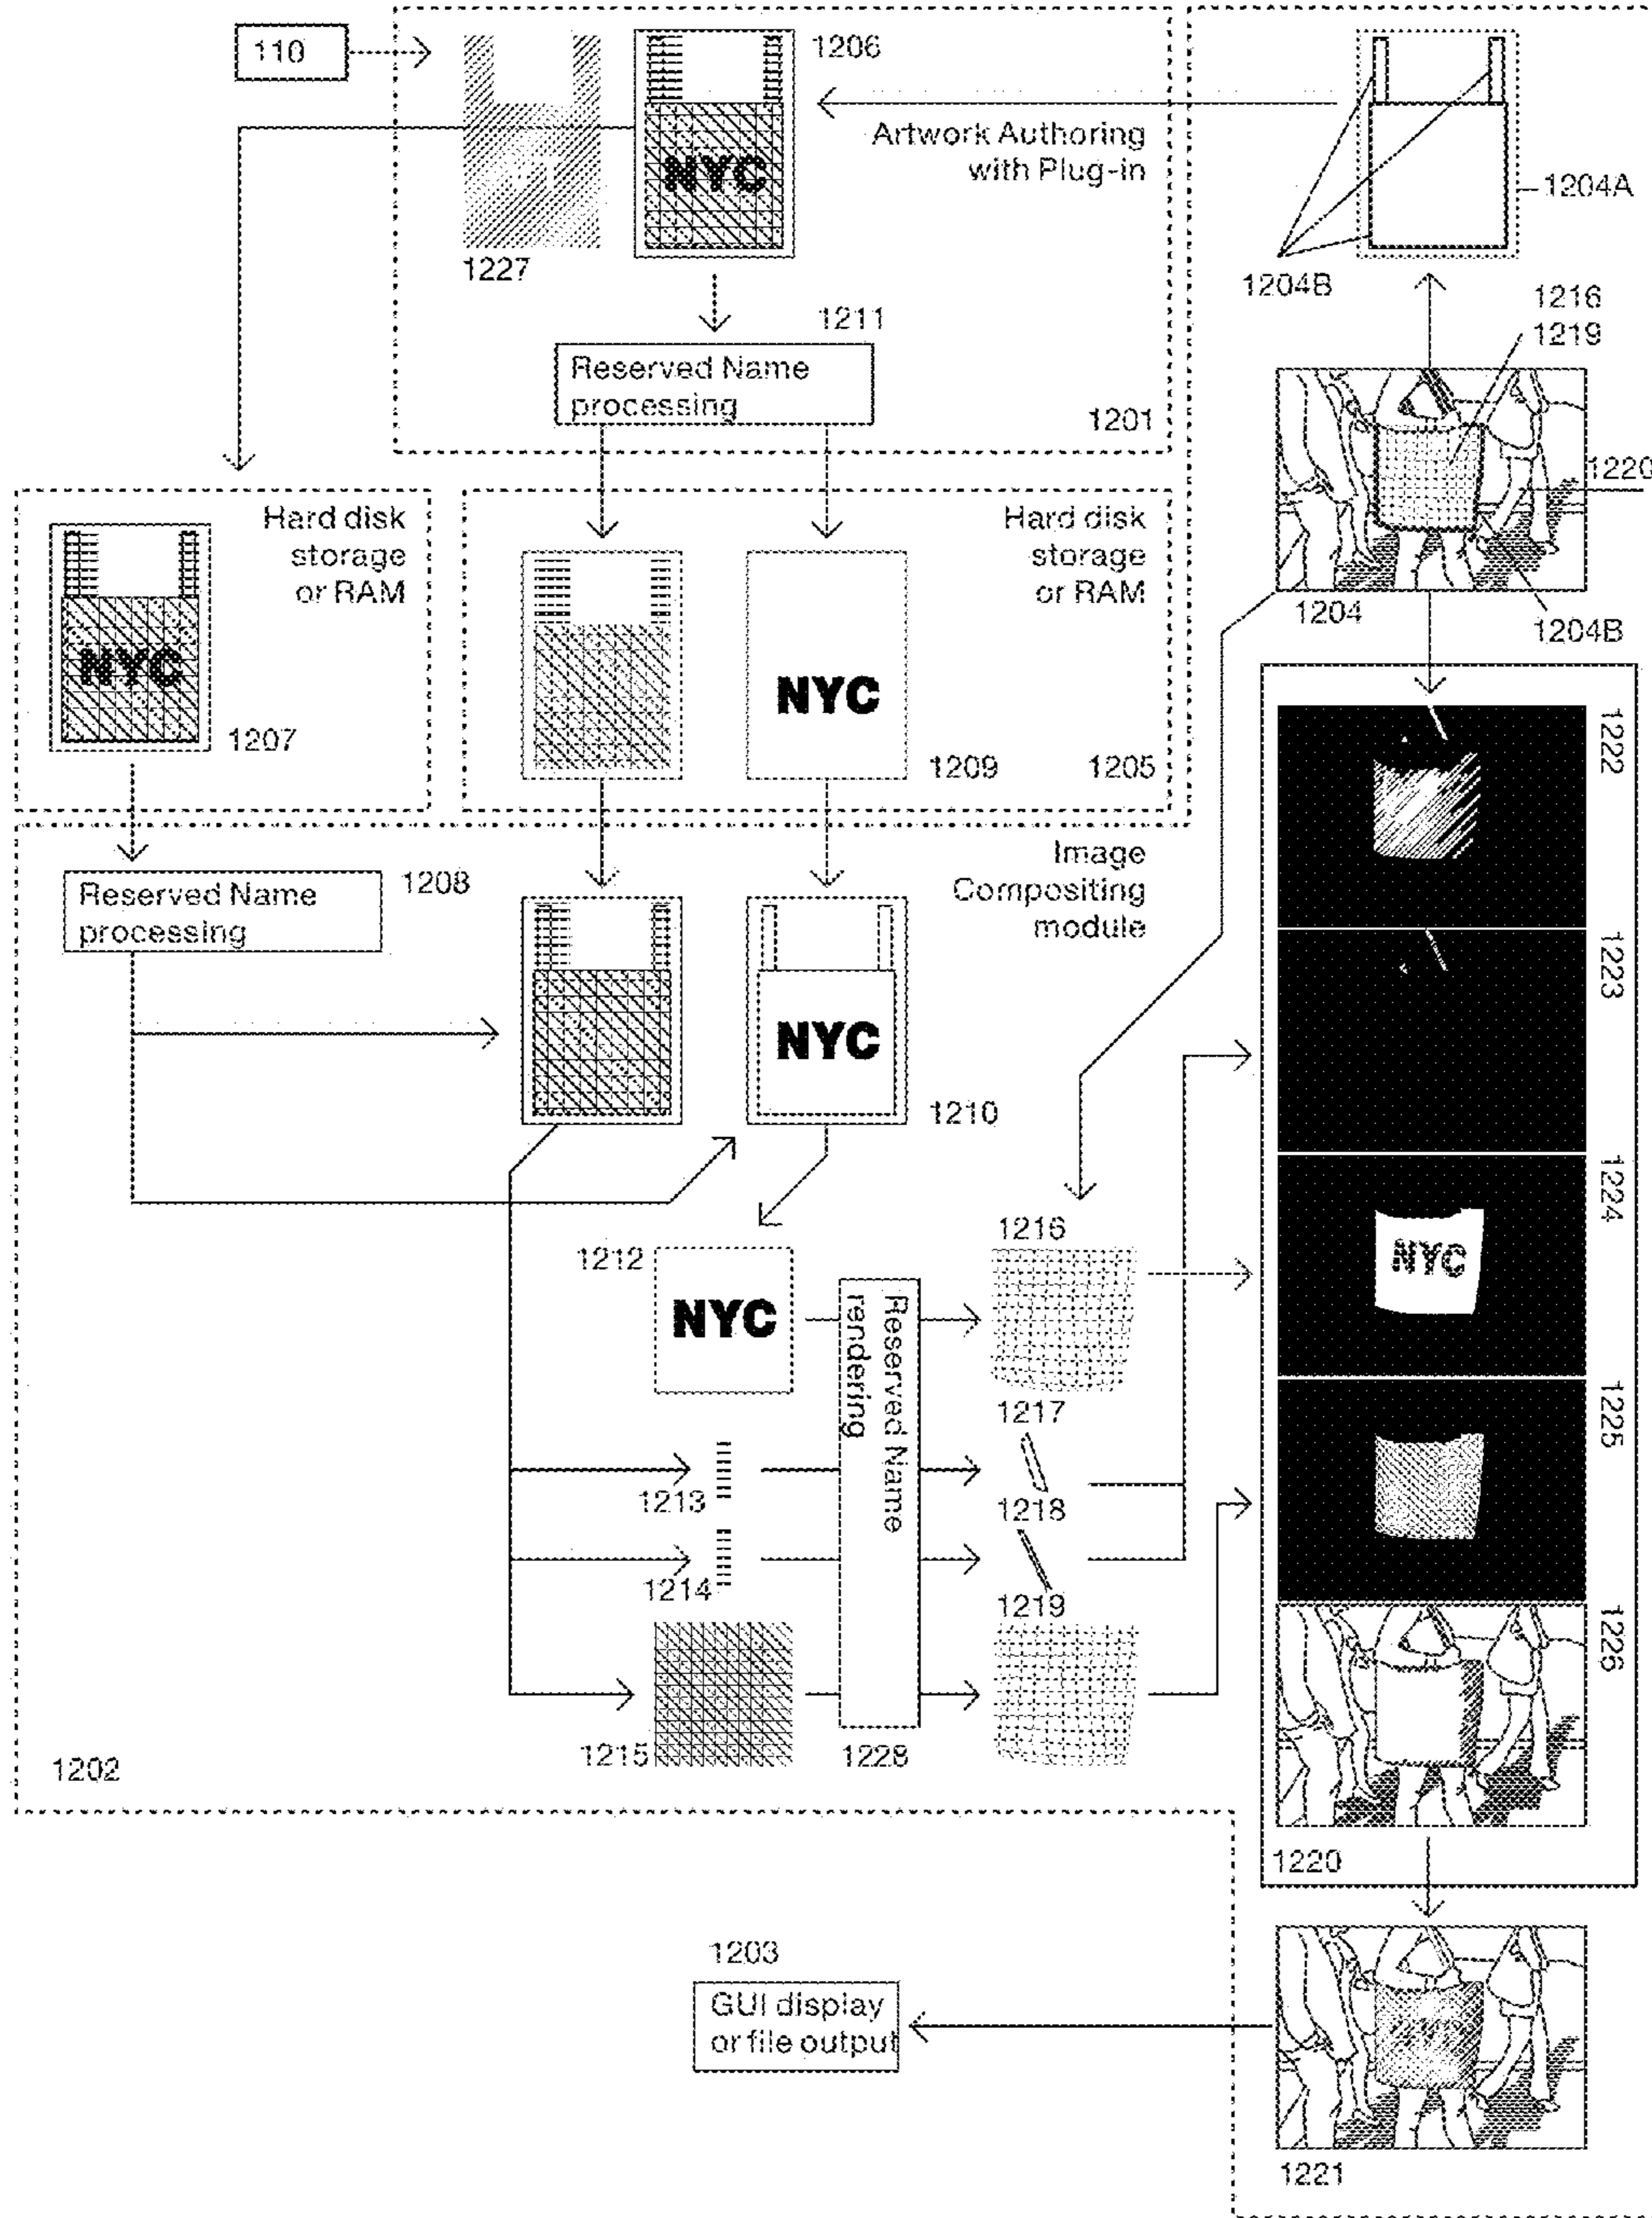 110
1206
NYC
1227
Artwork Authoring
with Plug-in
1204A
1204B
1211
Reserved Name
processing
1201
1216
1219
1220
1204
1204B
Hard disk
storage
or RAM
NYC
1207
Hard disk
storage
or RAM
NYC
1209
1205
Image
Compositing
module
Reserved Name
processing
1208
NYC
1210
1212
NYC
1213
1214
1215
Reserved Name
rendering
1228
1216
1217
1218
1219
1222
1223
1224
NYC
1225
1226
1220
1202
1203
GUI display
or file output
NYC
1221